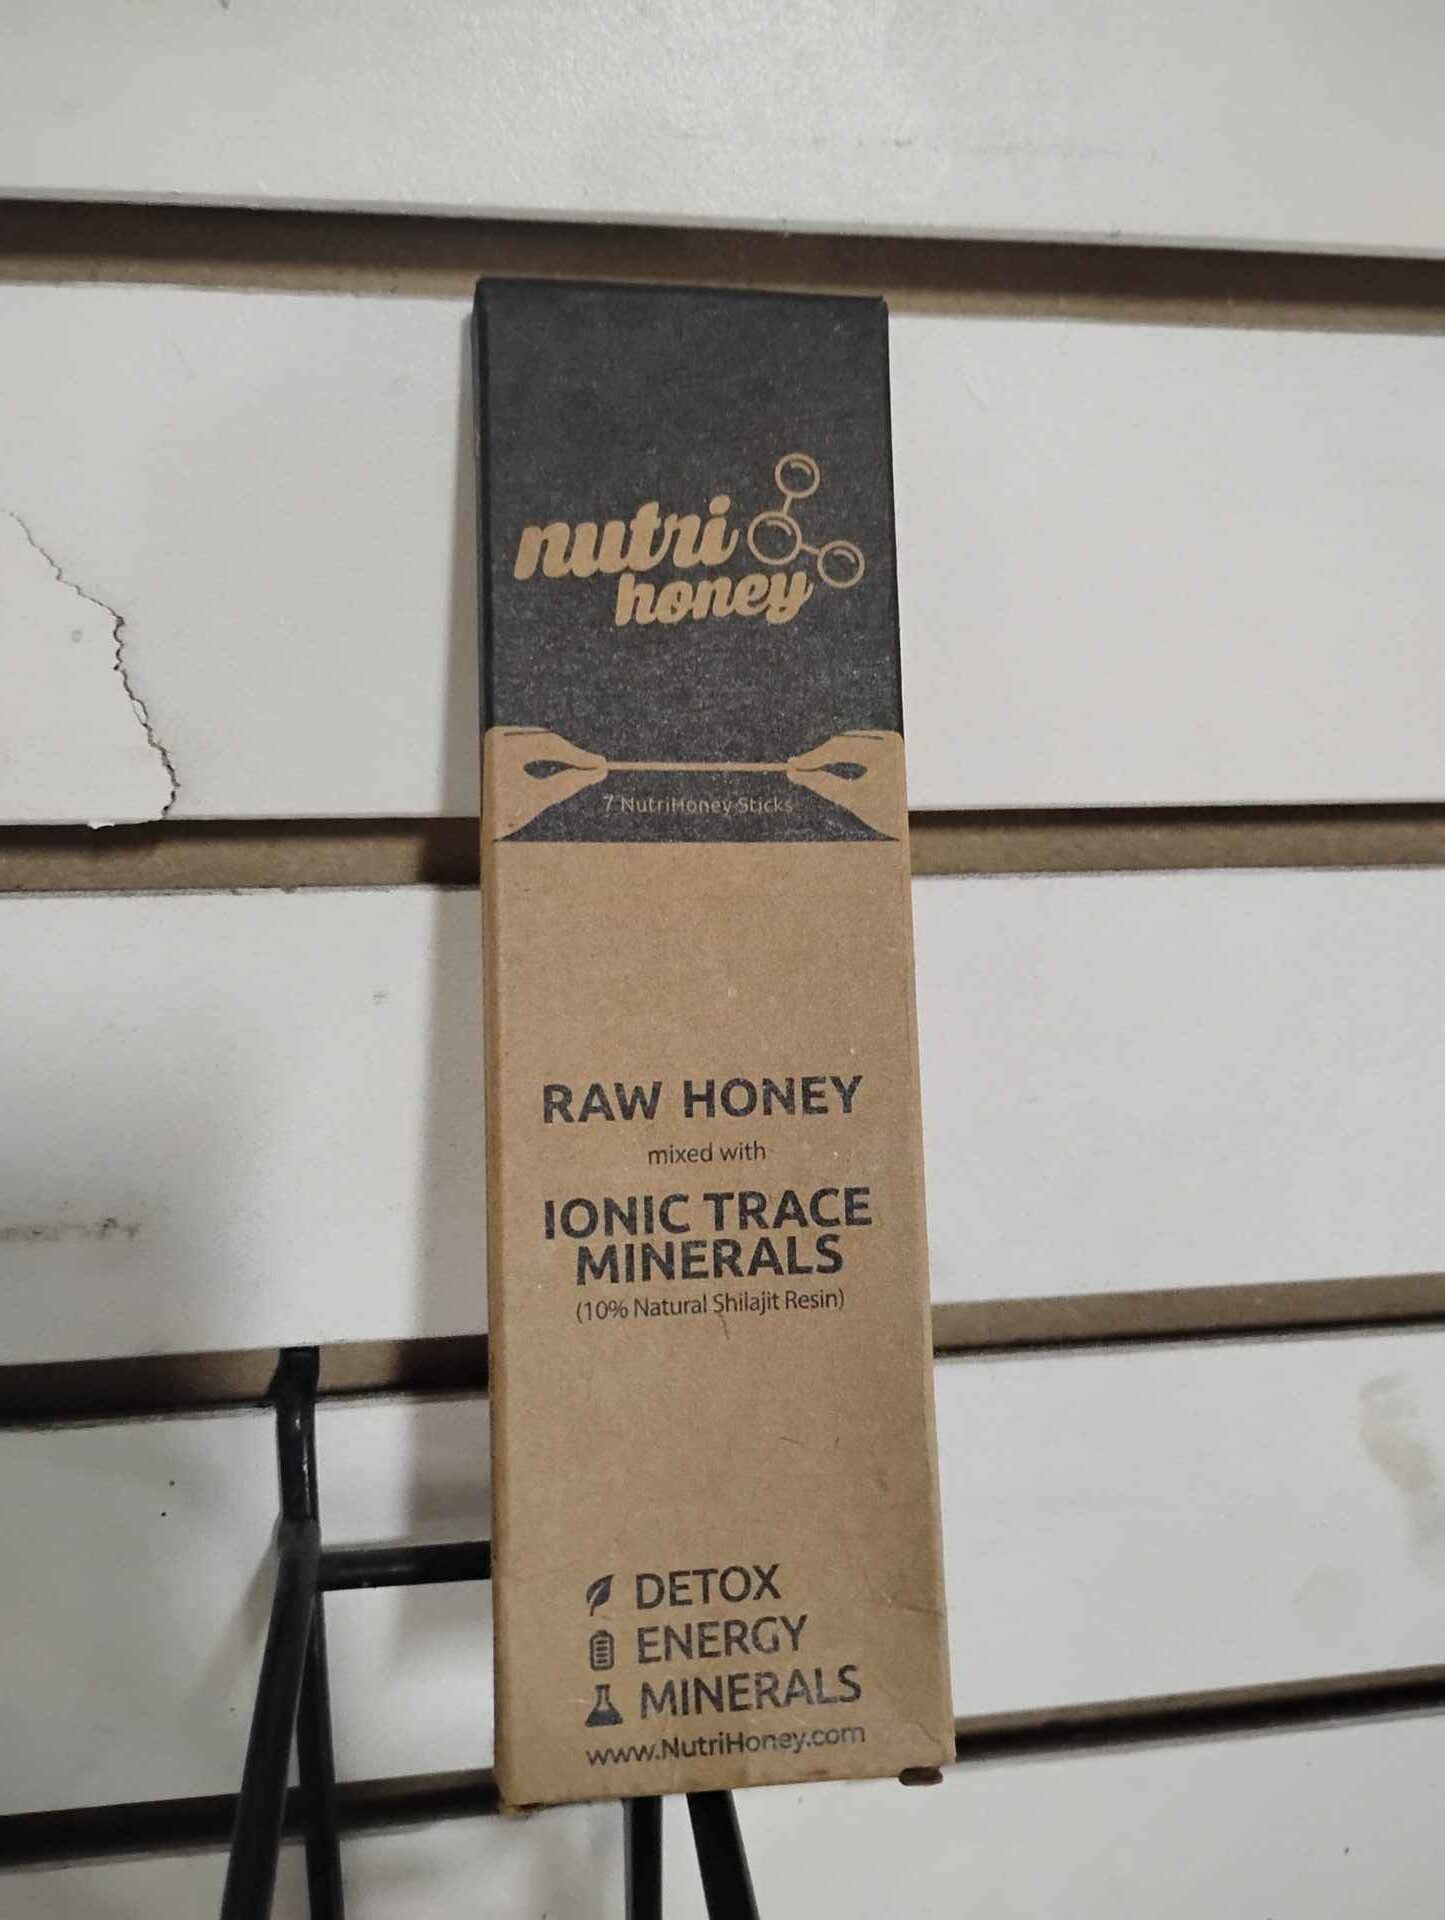 nutri
honey
7 NutriHoney Sticks
RAW HONEY
mixed with
IONIC TRACE
MINERALS
(10% Natural Shilajit Resin)
DETOX
ENERGY
MINERALS
www.NutriHoney.com